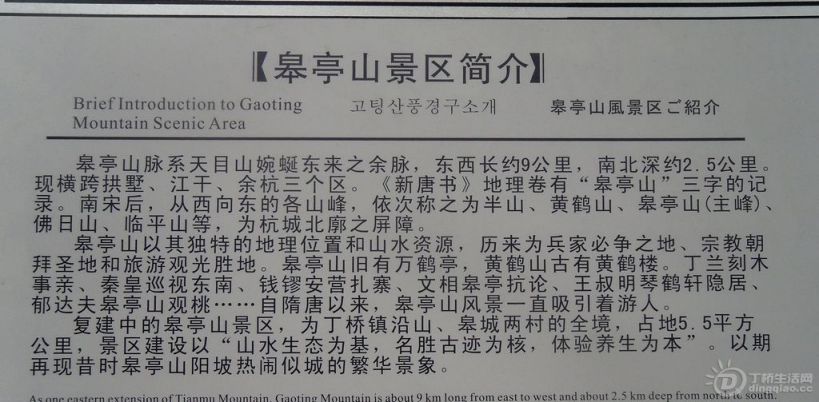 【皋亭山景区简介】
Brief Introduction to Gaoting 고팅산풍경구소개 皋亭山風景区ご紹介
Mountain Scenic Area
皋亭山脉系天目山婉蜒东来之余脉，东西长约9公里，南北深约2.5公里。
现横跨拱墅、江干、余杭三个区。《新唐书》地理卷有“皋亭山”三字的记
录。南宋后，从西向东的各山峰，依次称之为半山、黄鹤山、皋亭山(主峰)、
佛日山、临平山等，为杭城北廓之屏障。
皋亭山以其独特的地理位置和山水资源，历来为兵家必争之地、宗教朝
拜圣地和旅游观光胜地。皋亭山旧有万鹤亭，黄鹤山古有黄鹤楼。丁兰刻木
事亲、秦皇巡视东南、钱镠安营扎寨、文相皋亭抗论、王叔明琴鹤轩隐居、
郁达夫皋亭山观桃……自隋唐以来，皋亭山风景一直吸引着游人。
复建中的皋亭山景区，为丁桥镇沿山、皋城两村的全境，占地5.5平方
公里，景区建设以“山水生态为基，名胜古迹为核，体验养生为本”。以期
再现昔时皋亭山阳坡热闹似城的繁华景象。
As one eastern extension of Tianmu Mountain, Gaoting Mountain is about 9 km long from east to west and about 2.5 km deep from north to south.
丁桥生活网
dingqiao.com